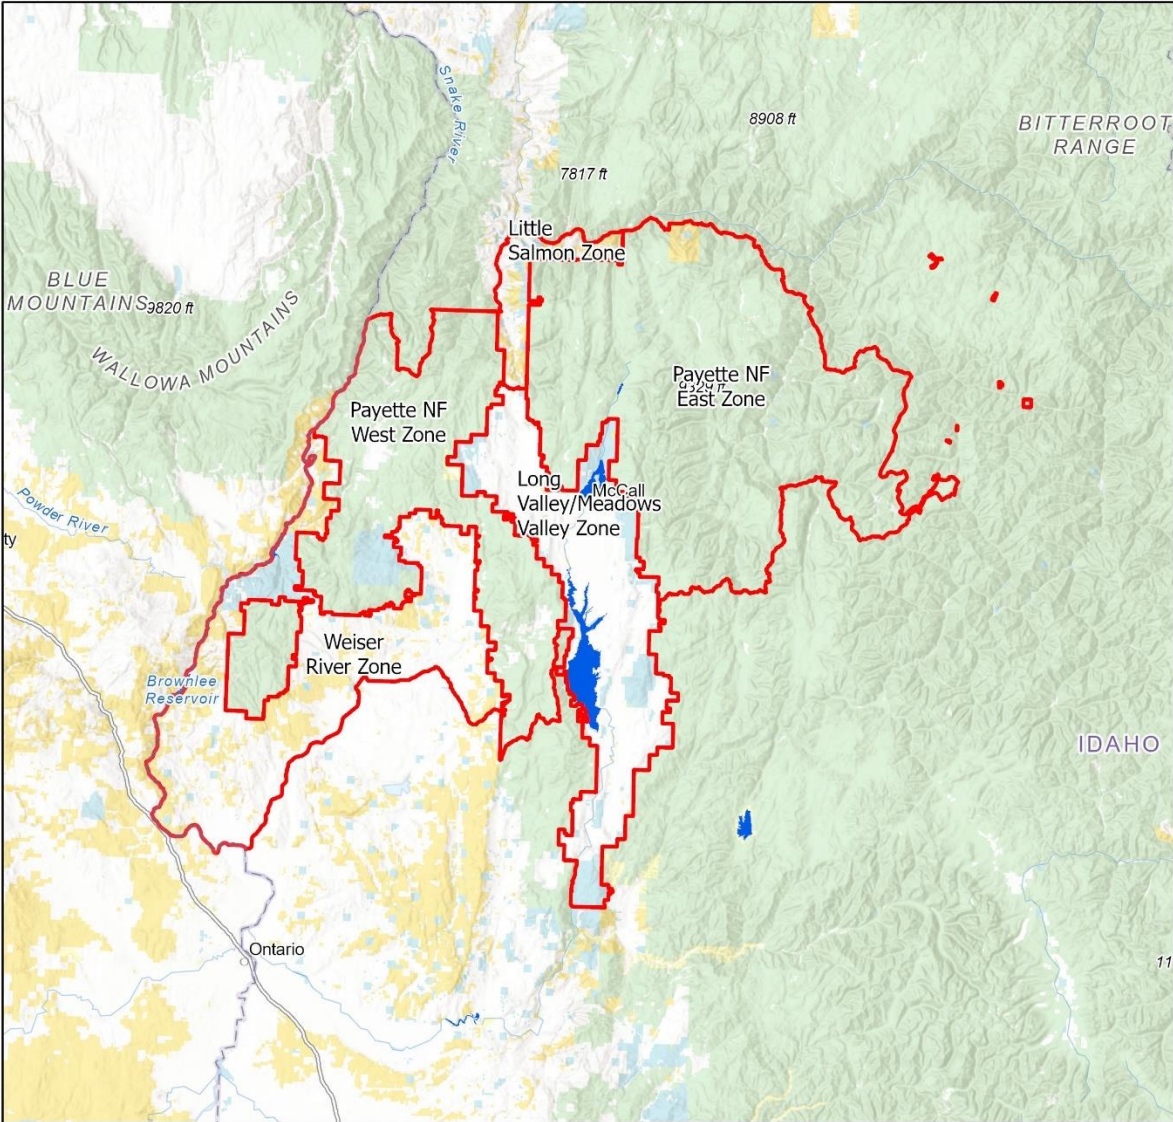 Snake River
8908 ft
BITTERROOT
RANGE
7817 ft
Little
Salmon Zone
BLUE
MOUNTAINS
9820 ft
WALLOWA MOUNTAINS
Payette NF
East Zone
9329 ft
Payette NF
West Zone
Long
Valley/Meadows
Valley Zone
McCall
Powder River
ty
Weiser
River Zone
Brownlee
Reservoir
IDAHO
Ontario
11